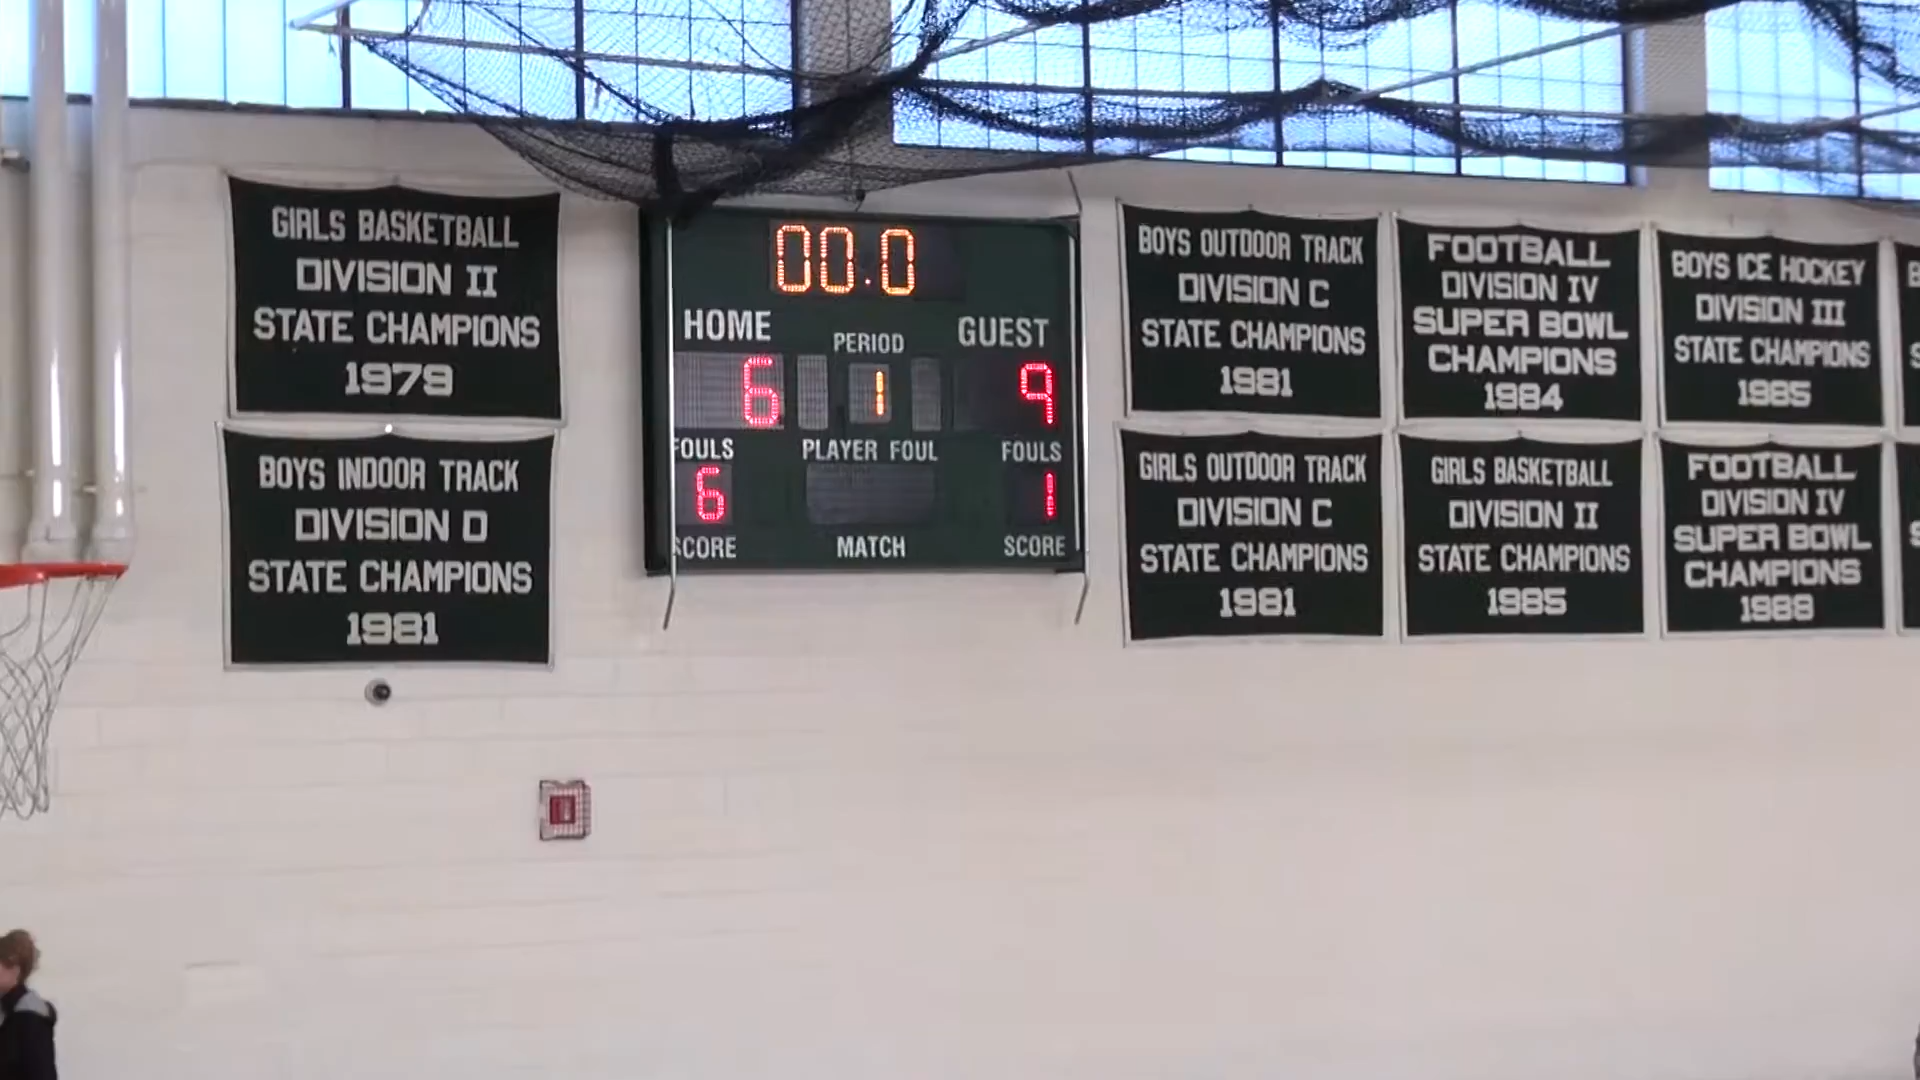 GIRLS BASKETBALL
DIVISION II
STATE CHAMPIONS
1979
BOYS INDOOR TRACK
DIVISION D
STATE CHAMPIONS
1981
00.0
HOME
PERIOD
GUEST
6
1
9
FOULS
PLAYER FOUL
FOULS
6
1
SCORE
MATCH
SCORE
BOYS OUTDOOR TRACK
DIVISION C
STATE CHAMPIONS
1981
FOOTBALL
DIVISION IV
SUPER BOWL
CHAMPIONS
1984
BOYS ICE HOCKEY
DIVISION III
STATE CHAMPIONS
1985
GIRLS OUTDOOR TRACK
DIVISION C
STATE CHAMPIONS
1981
GIRLS BASKETBALL
DIVISION II
STATE CHAMPIONS
1985
FOOTBALL
DIVISION IV
SUPER BOWL
CHAMPIONS
1988